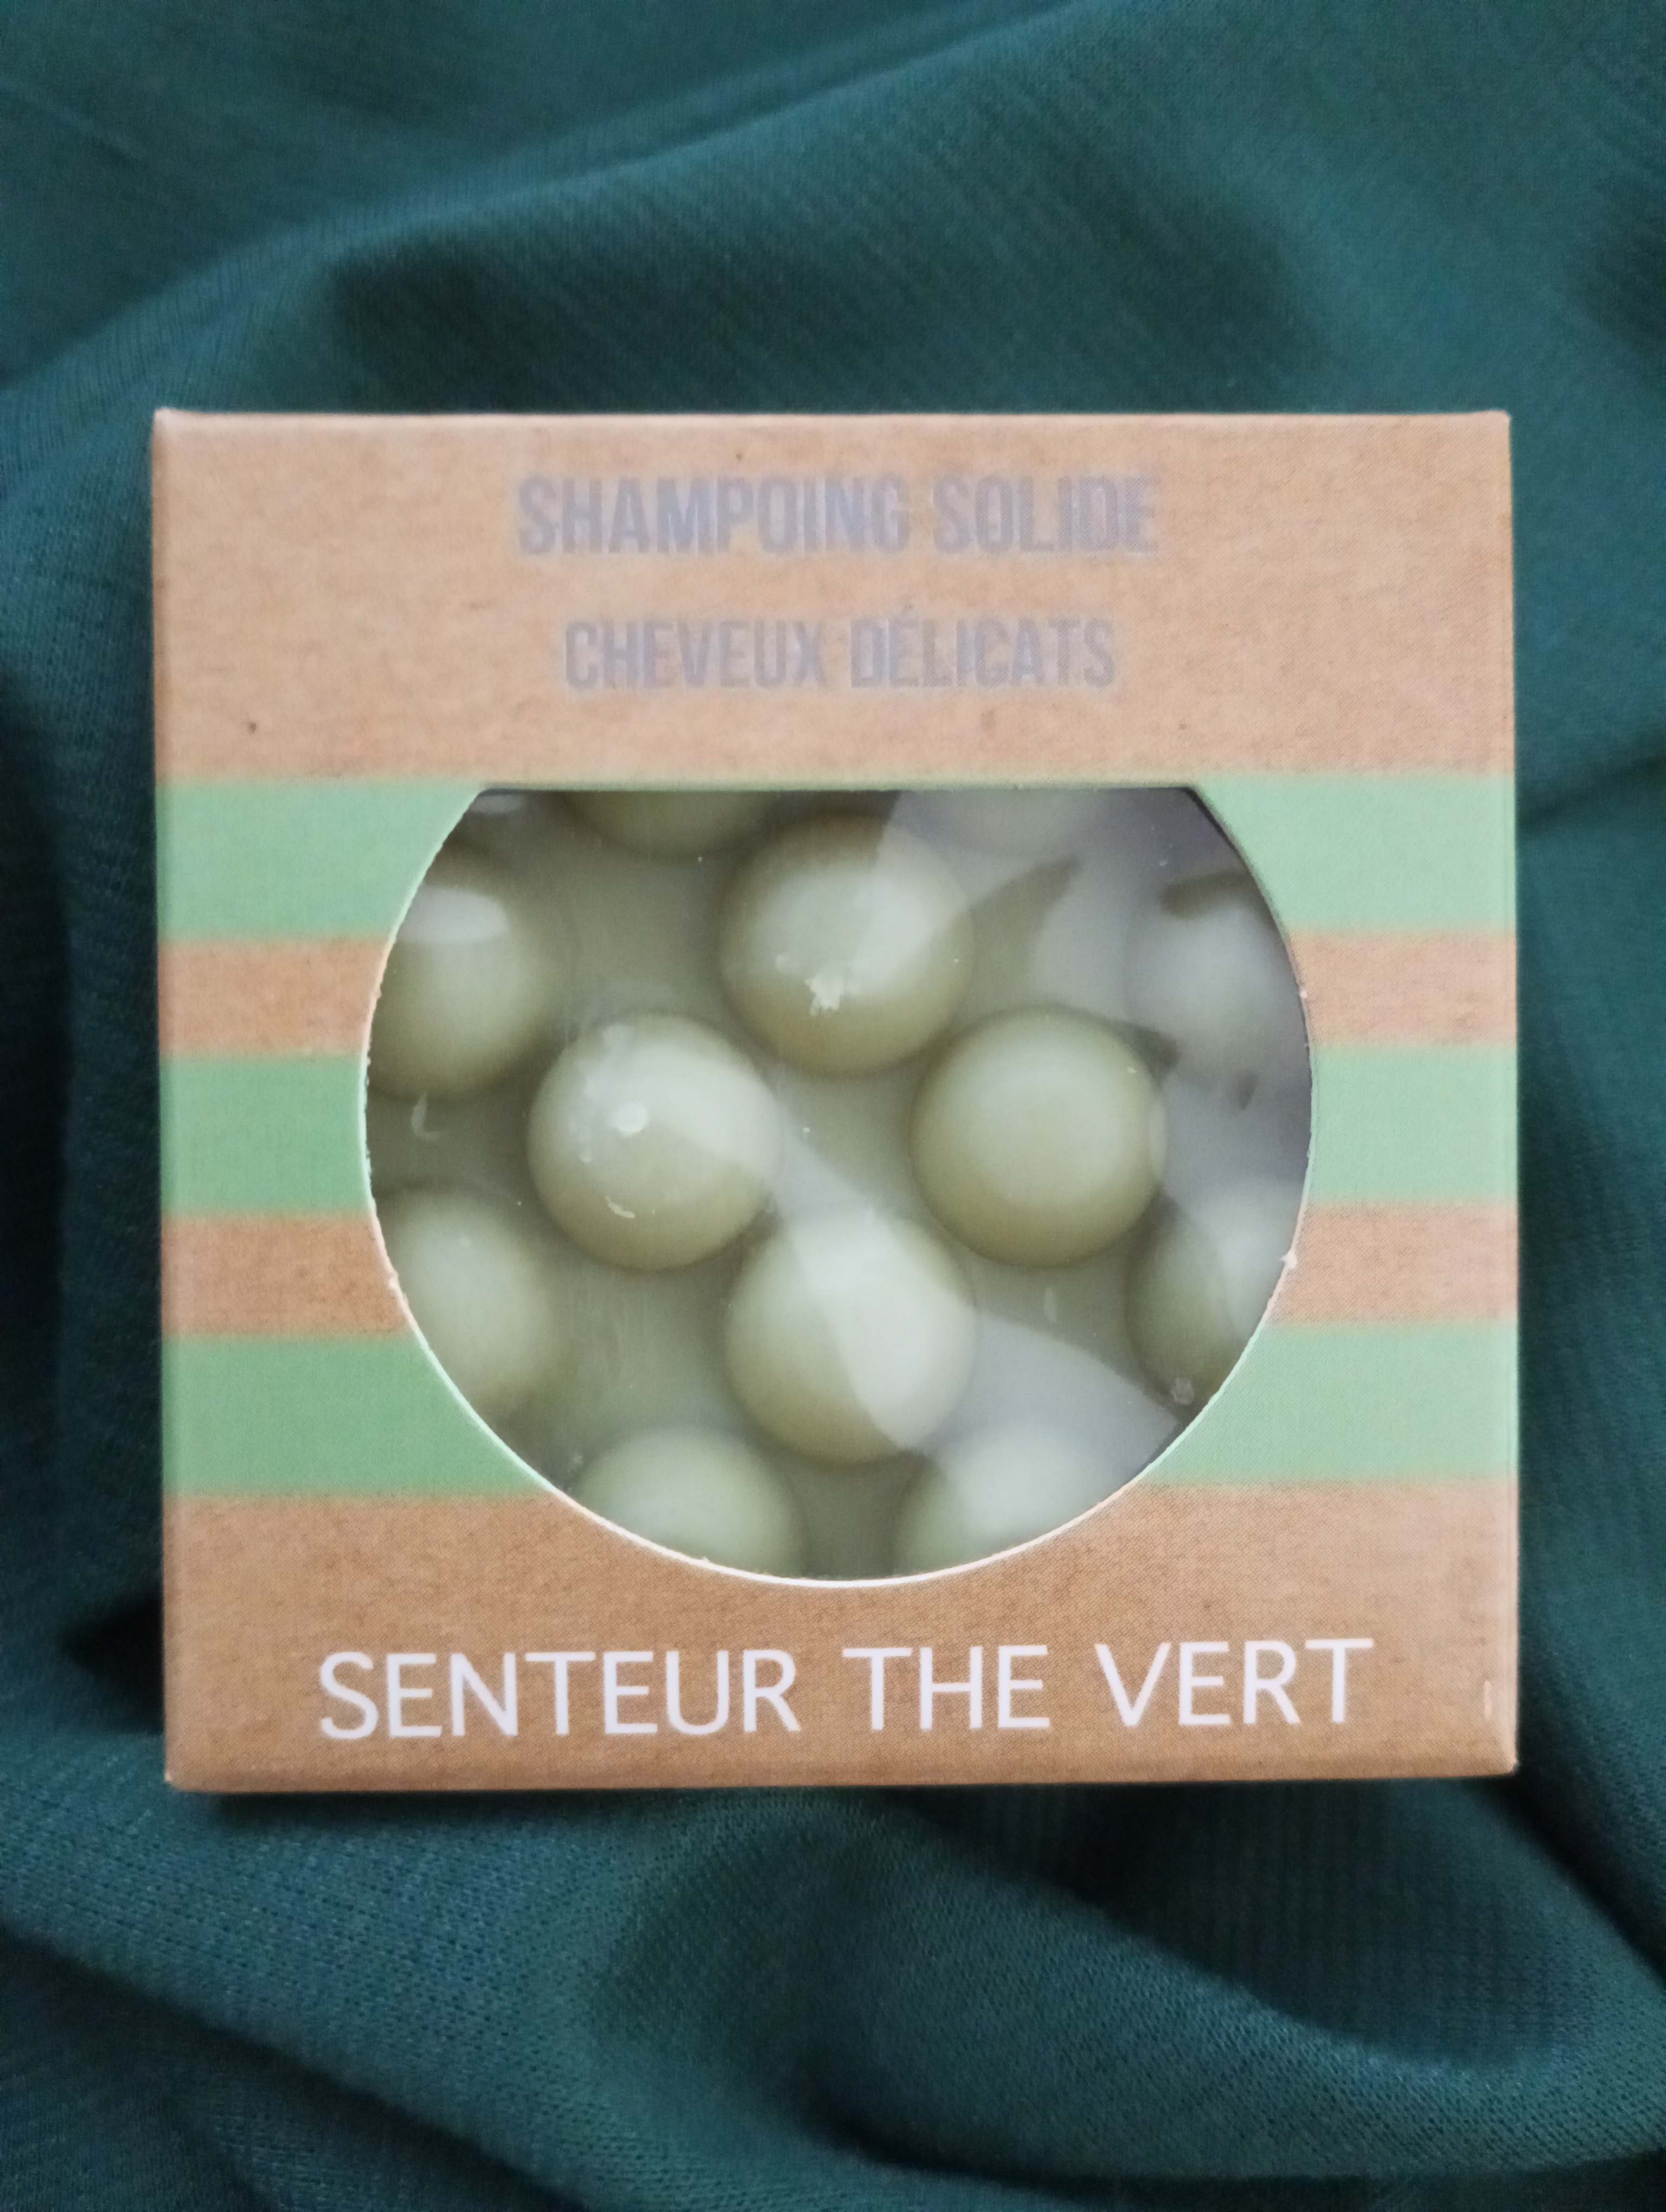 SHAMPOING SOLIDE
CHEVEUX DÉLICATS
SENTEUR THE VERT